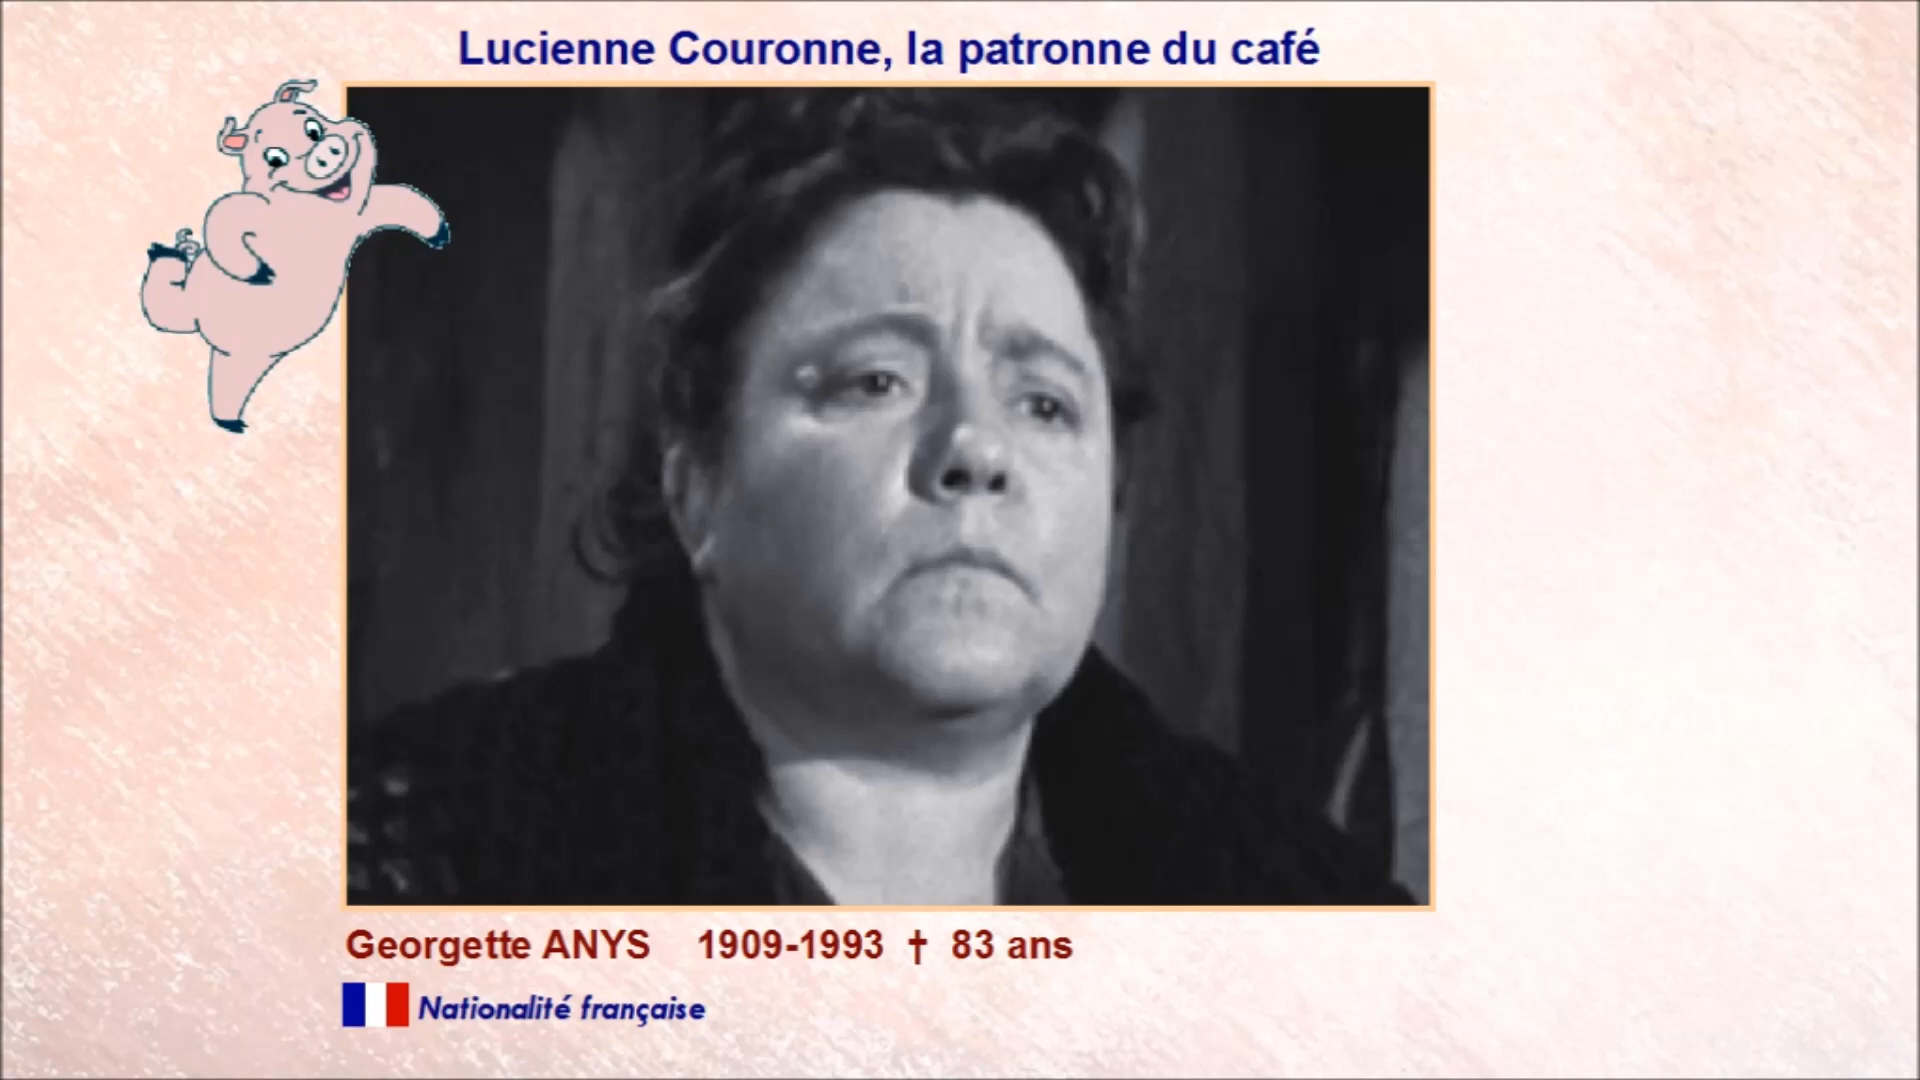 Lucienne Couronne, la patronne du café
Georgette ANYS 1909-1993 † 83 ans
Nationalité française